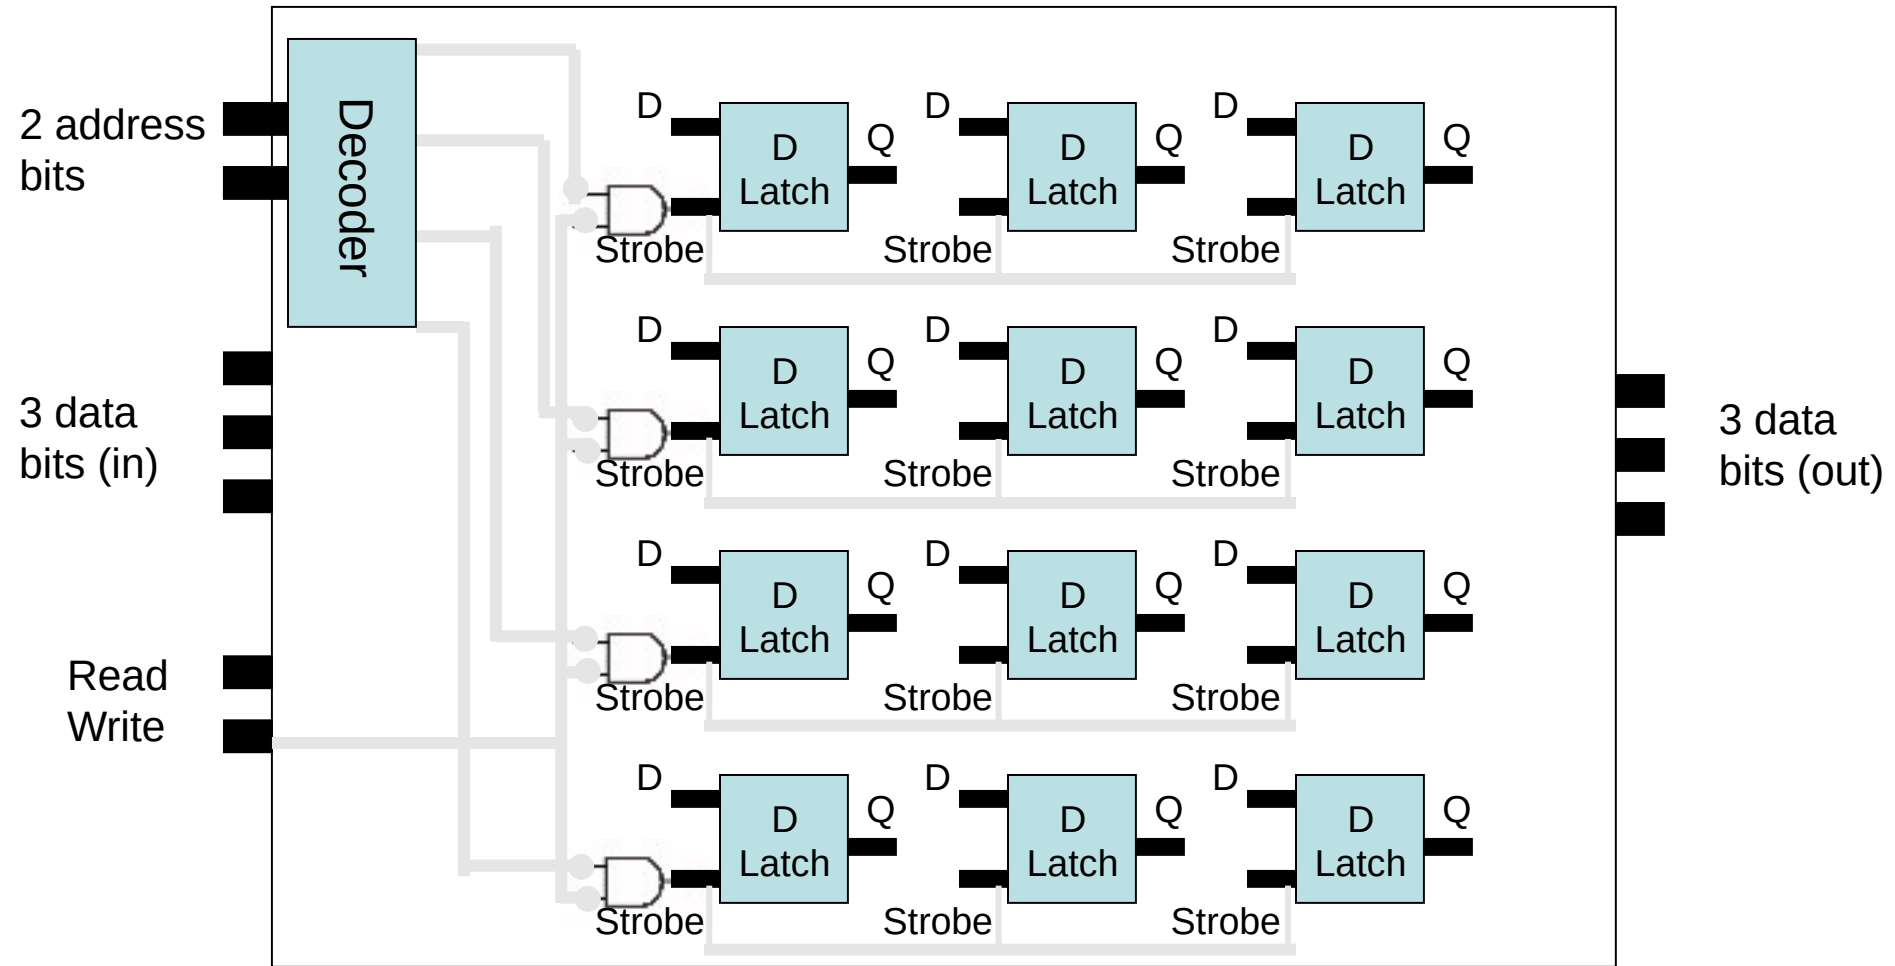 2 address
bits
Decoder
3 data
bits (in)
Read
Write
D
D
Latch
Q
Strobe
D
D
Latch
Q
Strobe
D
D
Latch
Q
Strobe
D
D
Latch
Q
Strobe
D
D
Latch
Q
Strobe
D
D
Latch
Q
Strobe
D
D
Latch
Q
Strobe
D
D
Latch
Q
Strobe
D
D
Latch
Q
Strobe
D
D
Latch
Q
Strobe
D
D
Latch
Q
Strobe
D
D
Latch
Q
Strobe
3 data
bits (out)